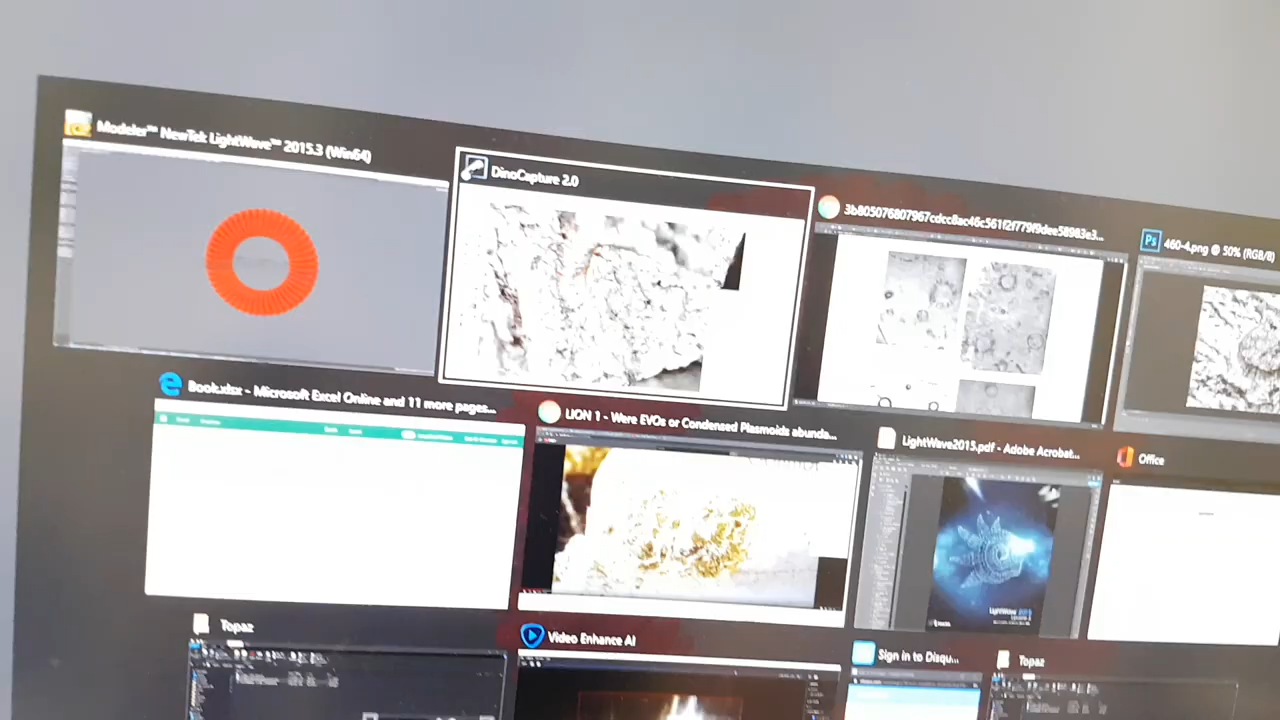 Modeler™ NewTek LightWave™ 2015.3 (Win64)
DinoCapture 2.0
3b805076807967cdcc8ac46c561f2f779f9dee58983e3...
Ps 460-4.png @ 50% (RGB/8)
Book.xlsx - Microsoft Excel Online and 11 more pages...
LION 1 - Were EVOs or Condensed Plasmoids abunda...
LightWave2015.pdf - Adobe Acrobat...
Office
Topaz
Video Enhance AI
Sign in to Disqu...
Topaz